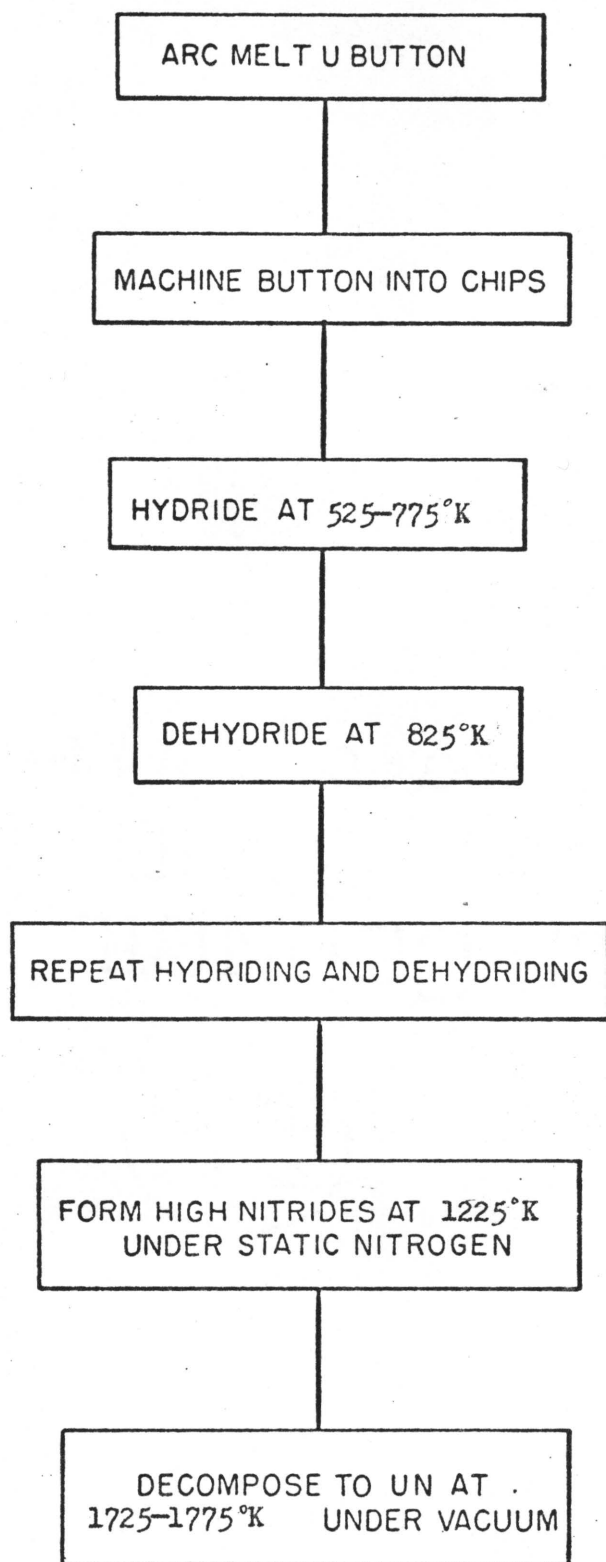 ARC MELT U BUTTON
MACHINE BUTTON INTO CHIPS
HYDRIDE AT 525-775°K
DEHYDRIDE AT 825°K
REPEAT HYDRIDING AND DEHYDRIDING
FORM HIGH NITRIDES AT 1225°K
UNDER STATIC NITROGEN
DECOMPOSE TO UN AT
1725-1775°K UNDER VACUUM